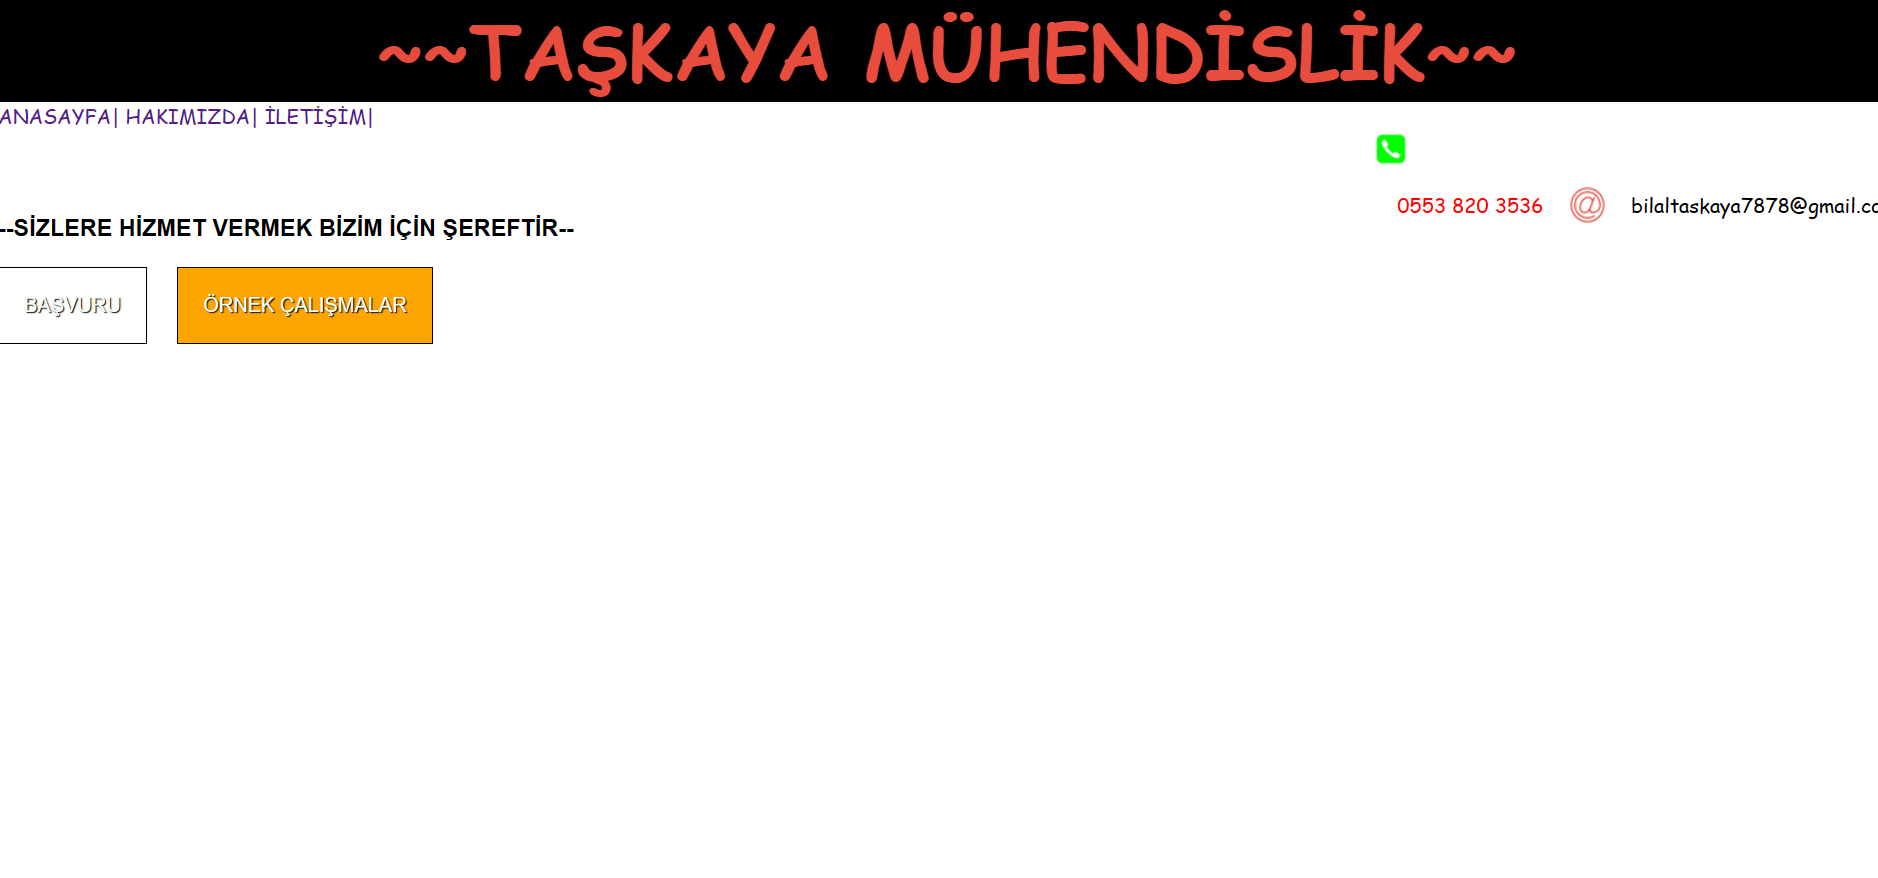 ~~TAŞKAYA MÜHENDİSLİK~~
ANASAYFA| HAKIMIZDA| İLETİŞİM|
0553 820 3536 @ bilaltaskaya7878@gmail.co
--SİZLERE HİZMET VERMEK BİZİM İÇİN ŞEREFTİR--
BAŞVURU
ÖRNEK ÇALIŞMALAR